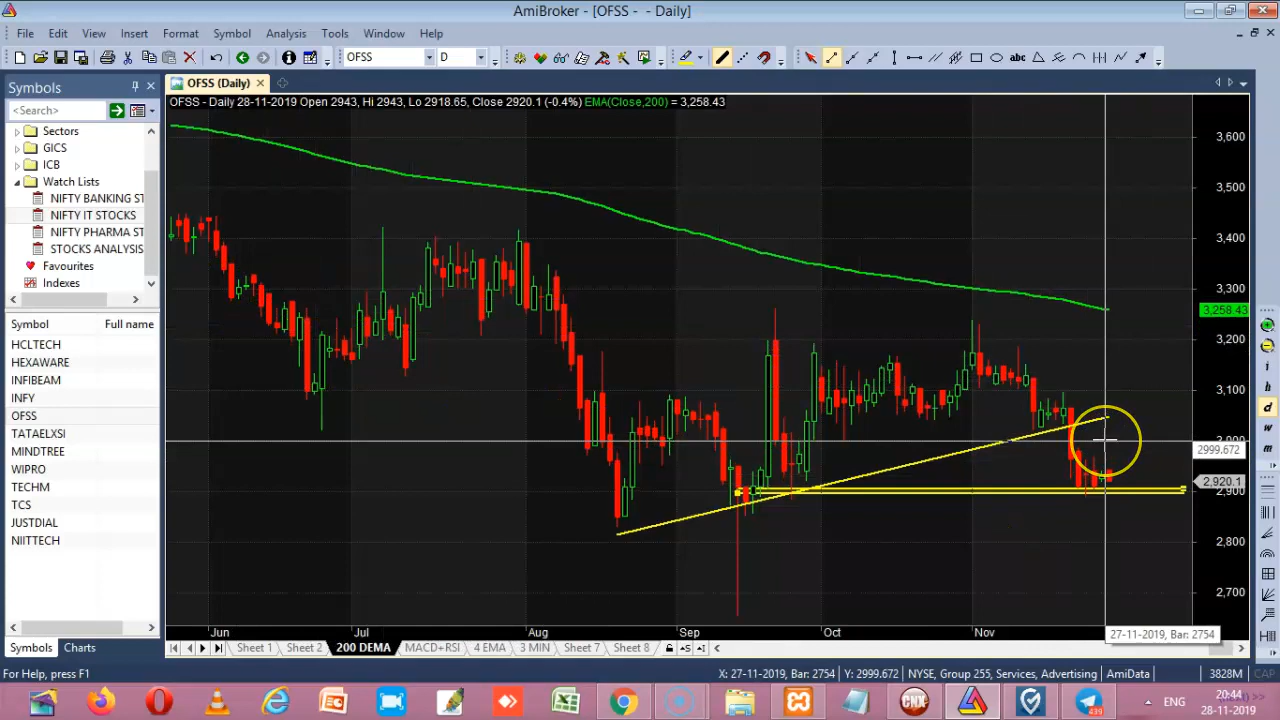 AmiBroker - [OFSS - - Daily]
File Edit View Insert Format Symbol Analysis Tools Window Help
OFSS D abc
Symbols
OFSS (Daily)
<Search>
OFSS - Daily 28-11-2019 Open 2943, Hi 2943, Lo 2918.65, Close 2920.1 (-0.4%) EMA(Close,200) = 3,258.43
Sectors
GICS
ICB
Watch Lists
NIFTY BANKING ST
NIFTY IT STOCKS
NIFTY PHARMA ST
STOCKS ANALYSIS
Favourites
Indexes
Symbol Full name
HCLTECH
HEXAWARE
INFIBEAM
INFY
OFSS
TATAELXSI
MINDTREE
WIPRO
TECHM
TCS
JUSTDIAL
NIITTECH
3,600
3,500
3,400
3,300
3,258.43
3,200
3,100
3,000
2999.672
2,920.1
2,900
2,800
2,700
i
h
d
w
m
Jun Jul Aug Sep Oct Nov
27-11-2019, Bar: 2754
Symbols Charts
Sheet 1 Sheet 2 200 DEMA MACD+RSI 4 EMA 3 MIN Sheet 7 Sheet 8
For Help, press F1
X: 27-11-2019, Bar: 2754 Y: 2999.672 NYSE, Group 255, Services, Advertising AmiData 3828M CAP
CNX 439 ENG 20:44
28-11-2019